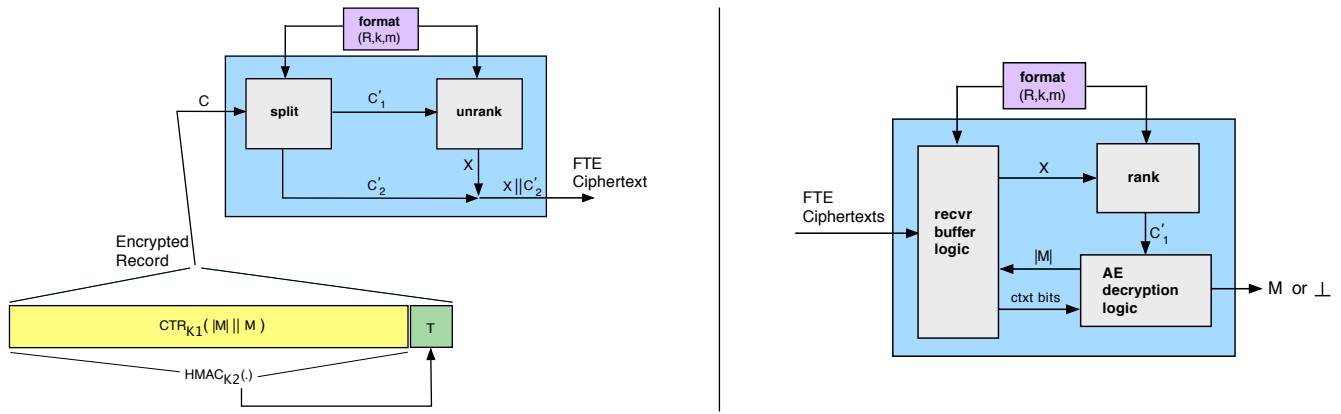 format
(R,k,m)
C
split
C′1
unrank
X
C′2
X || C′2
FTE
Ciphertext
Encrypted
Record
CTRK1( |M| || M )
T
HMACK2(.)
format
(R,k,m)
FTE
Ciphertexts
recvr
buffer
logic
X
rank
C′1
|M|
ctxt bits
AE
decryption
logic
M or ⊥